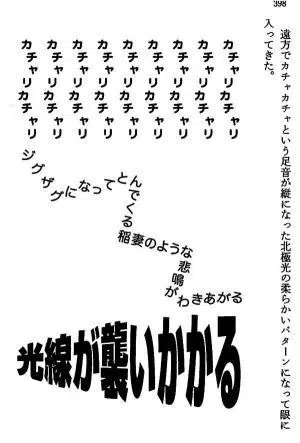 398
遠方でカチャカチャという足音が縦になった北極光の柔らかいパターンになって眼に
入ってきた。
カチャリカチャリ
カチャリカチャリ
カチャリカチャリ
カチャリカチャリ
カチャリカチャリ
カチャリカチャリ
カチャリカチャリ
カチャリカチャリ
ジグザグになって
とんでくる
稲妻のような
悲鳴が
わきあがる
光線が襲いかかる